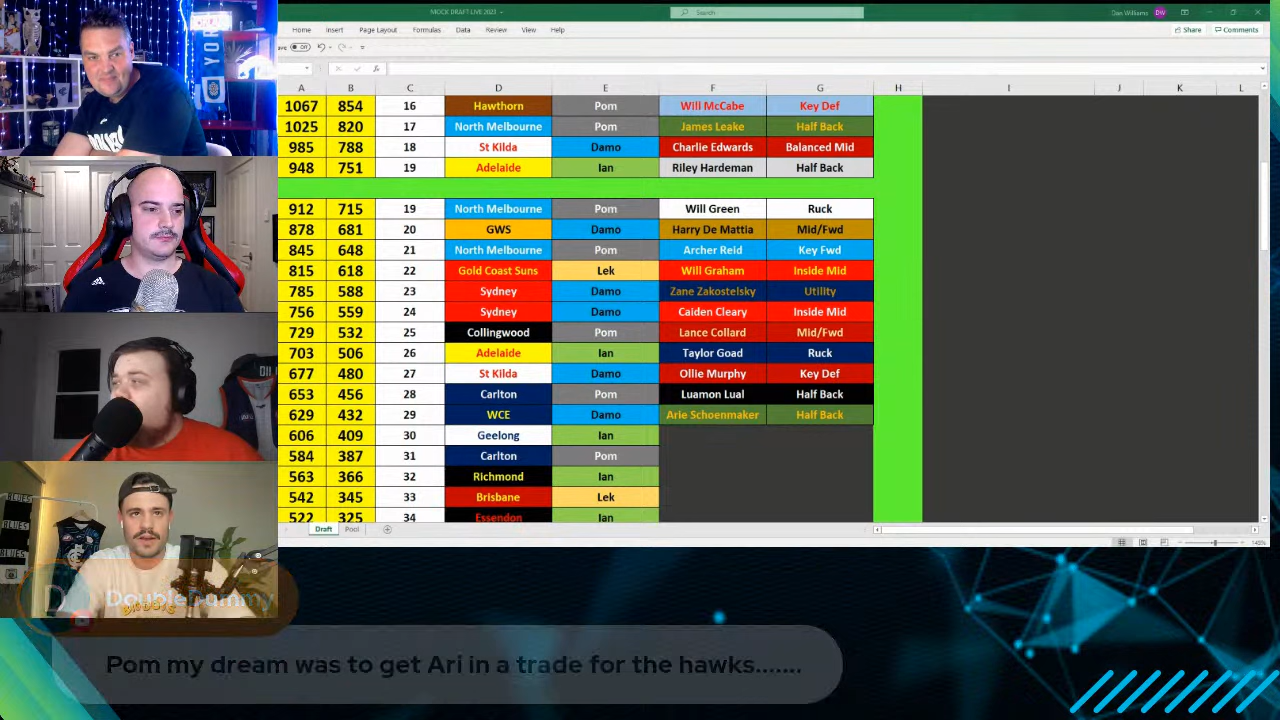 MOCK DRAFT LIVE 2023
Search
Dan Williams DW
Home Insert Page Layout Formulas Data Review View Help
Share Comments
Off
A B C D E F G H I J K L
1067 854 16 Hawthorn Pom Will McCabe Key Def
1025 820 17 North Melbourne Pom James Leake Half Back
985 788 18 St Kilda Damo Charlie Edwards Balanced Mid
948 751 19 Adelaide Ian Riley Hardeman Half Back
912 715 19 North Melbourne Pom Will Green Ruck
878 681 20 GWS Damo Harry De Mattia Mid/Fwd
845 648 21 North Melbourne Pom Archer Reid Key Fwd
815 618 22 Gold Coast Suns Lek Will Graham Inside Mid
785 588 23 Sydney Damo Zane Zakostelsky Utility
756 559 24 Sydney Damo Caiden Cleary Inside Mid
729 532 25 Collingwood Pom Lance Collard Mid/Fwd
703 506 26 Adelaide Ian Taylor Goad Ruck
677 480 27 St Kilda Damo Ollie Murphy Key Def
653 456 28 Carlton Pom Luamon Lual Half Back
629 432 29 WCE Damo Arie Schoenmaker Half Back
606 409 30 Geelong Ian
584 387 31 Carlton Pom
563 366 32 Richmond Ian
542 345 33 Brisbane Lek
522 325 34 Essendon Ian
Draft Pool
BLUES
BLUES
D DoubleDummy
Pom my dream was to get Ari in a trade for the hawks.......